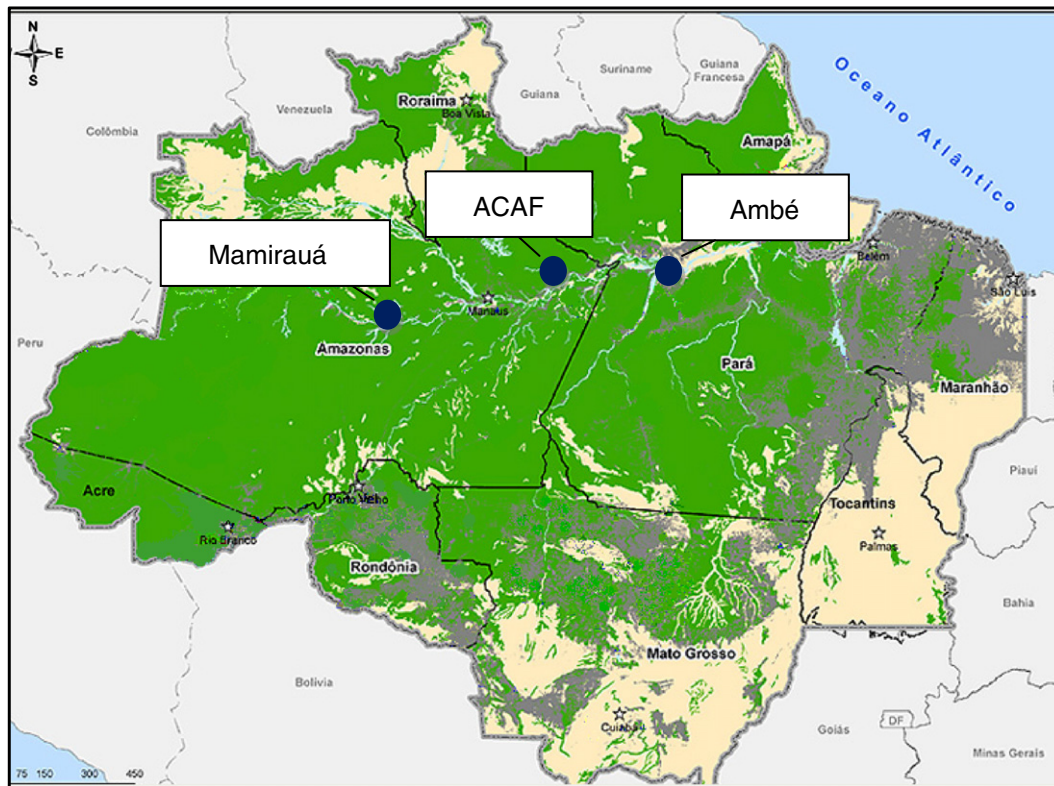 N
W
E
S
Oceano Atlântico
Colômbia
Venezuela
Guiana
Suriname
Guiana
Francesa
Roraima
Boa Vista
Amapá
ACAF
Ambé
Mamirauá
Belém
São Luis
Manaus
Peru
Amazonas
Pará
Maranhão
Piauí
Acre
Porto Velho
Rio Branco
Tocantins
Palmas
Rondônia
Bahia
Mato Grosso
Bolívia
Cuiabá
Goiás
DF
Minas Gerais
75 150 300 450